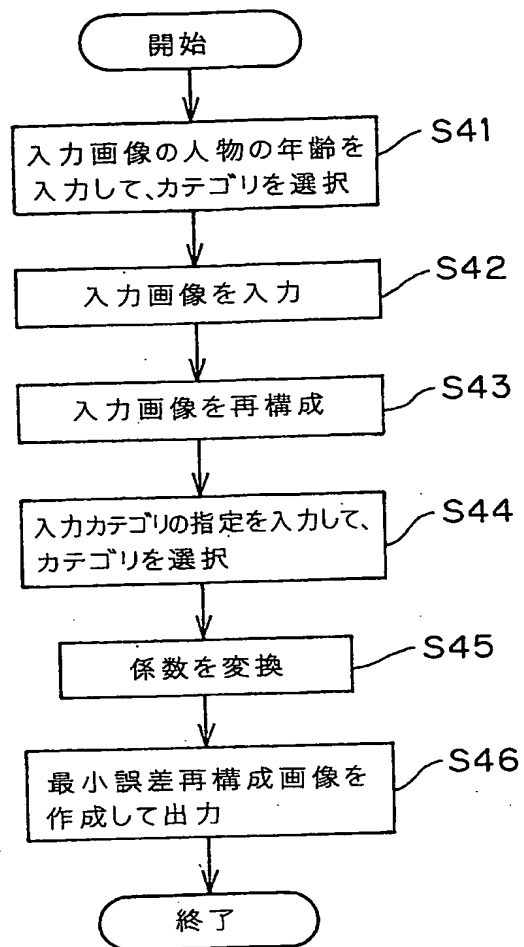 開始
S41
入力画像の人物の年齢を
入力して、カテゴリを選択
S42
入力画像を入力
S43
入力画像を再構成
S44
入力カテゴリの指定を入力して、
カテゴリを選択
S45
係数を変換
S46
最小誤差再構成画像を
作成して出力
終了